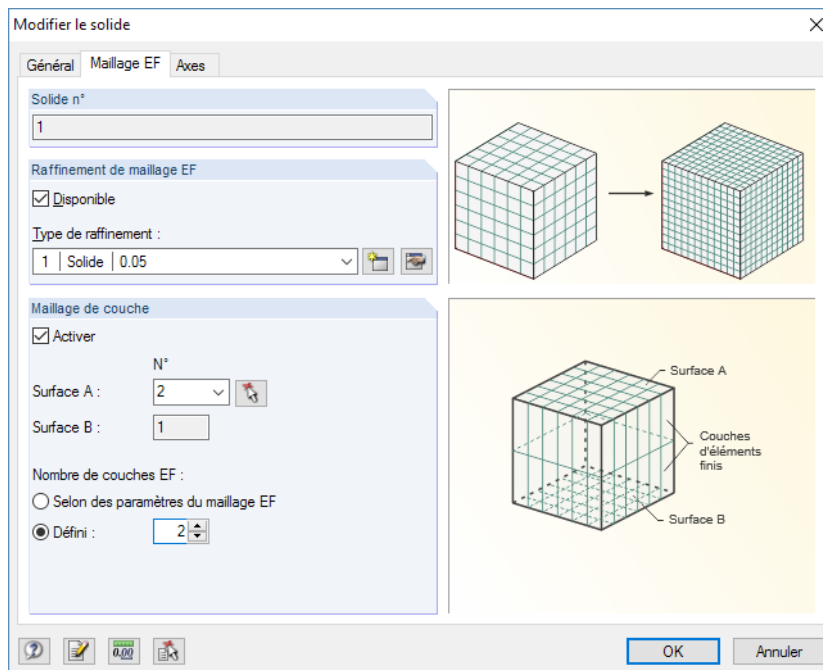 Modifier le solide
Général
Maillage EF
Axes
Solide n°
1
Raffinement de maillage EF
Disponible
Type de raffinement :
1 | Solide | 0.05
Maillage de couche
Activer
N°
Surface A :
2
Surface B :
1
Nombre de couches EF :
Selon des paramètres du maillage EF
Défini :
2
Surface A
Couches
d'éléments
finis
Surface B
0.00
OK
Annuler